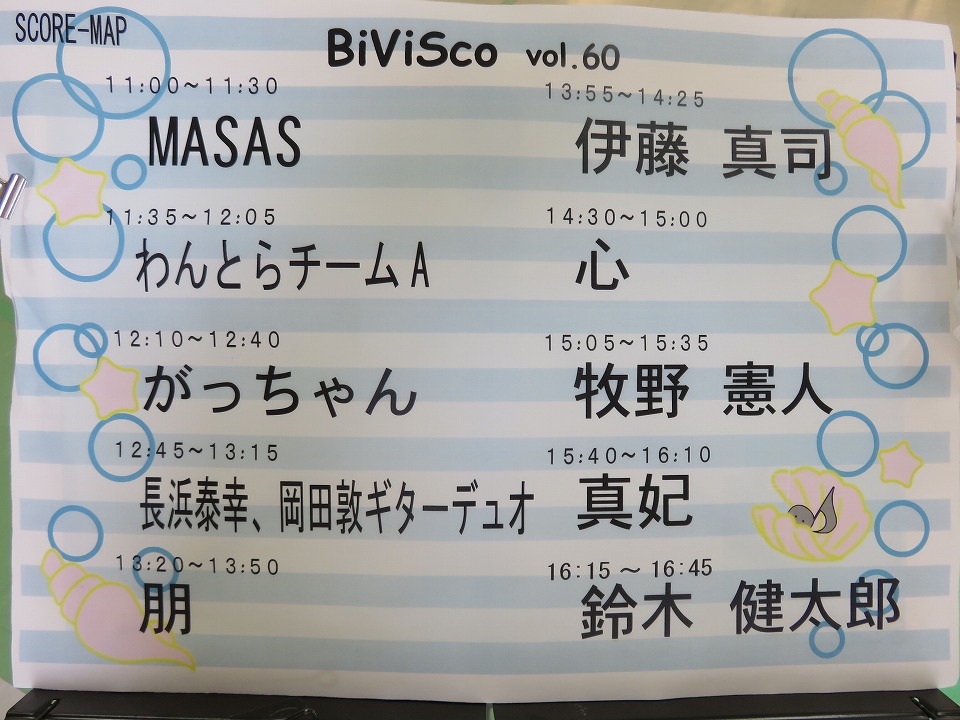 SCORE-MAP
BiViSco vol.60
11:00～11:30
MASAS
11:35～12:05
わんとらチームA
12:10～12:40
がっちゃん
12:45～13:15
長浜泰幸、岡田敦ギターデュオ
13:20～13:50
朋
13:55～14:25
伊藤 真司
14:30～15:00
心
15:05～15:35
牧野 憲人
15:40～16:10
真妃
16:15 ～ 16:45
鈴木 健太郎